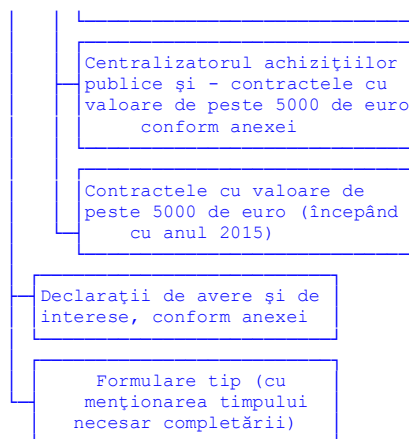 Centralizatorul achiziţiilor
publice şi - contractele cu
valoare de peste 5000 de euro
conform anexei
Contractele cu valoare de
peste 5000 de euro (începând
cu anul 2015)
Declaraţii de avere şi de
interese, conform anexei
Formulare tip (cu
menţionarea timpului
necesar completării)